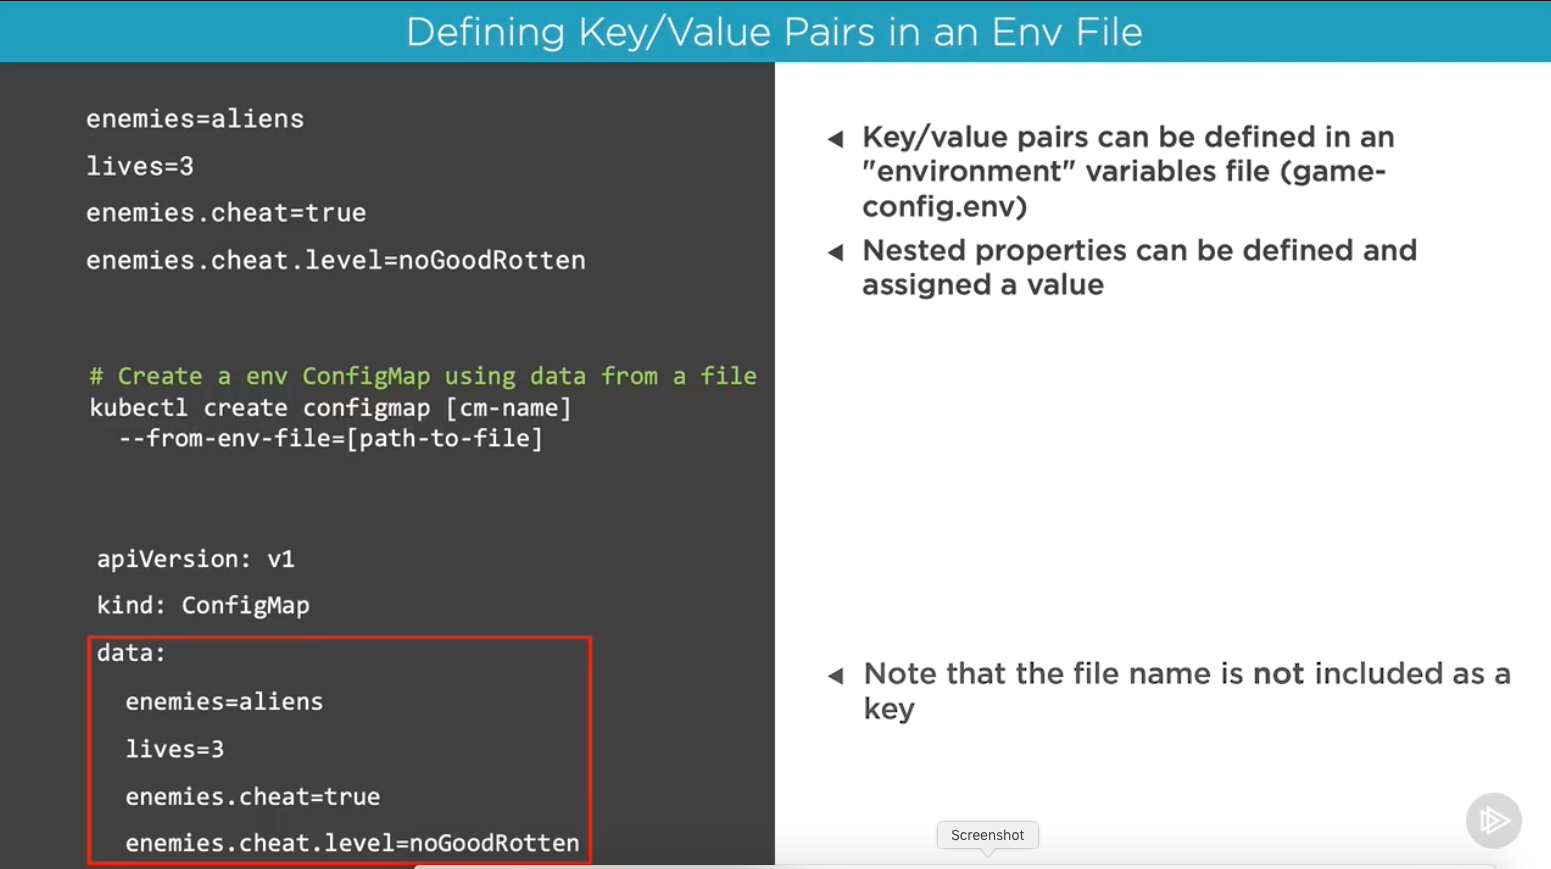 Defining Key/Value Pairs in an Env File
enemies=aliens
lives=3
enemies.cheat=true
enemies.cheat.level=noGoodRotten
# Create a env ConfigMap using data from a file
kubectl create configmap [cm-name]
--from-env-file=[path-to-file]
apiVersion: v1
kind: ConfigMap
data:
enemies=aliens
lives=3
enemies.cheat=true
enemies.cheat.level=noGoodRotten
Key/value pairs can be defined in an
"environment" variables file (game-
config.env)
Nested properties can be defined and
assigned a value
Note that the file name is not included as a
key
Screenshot